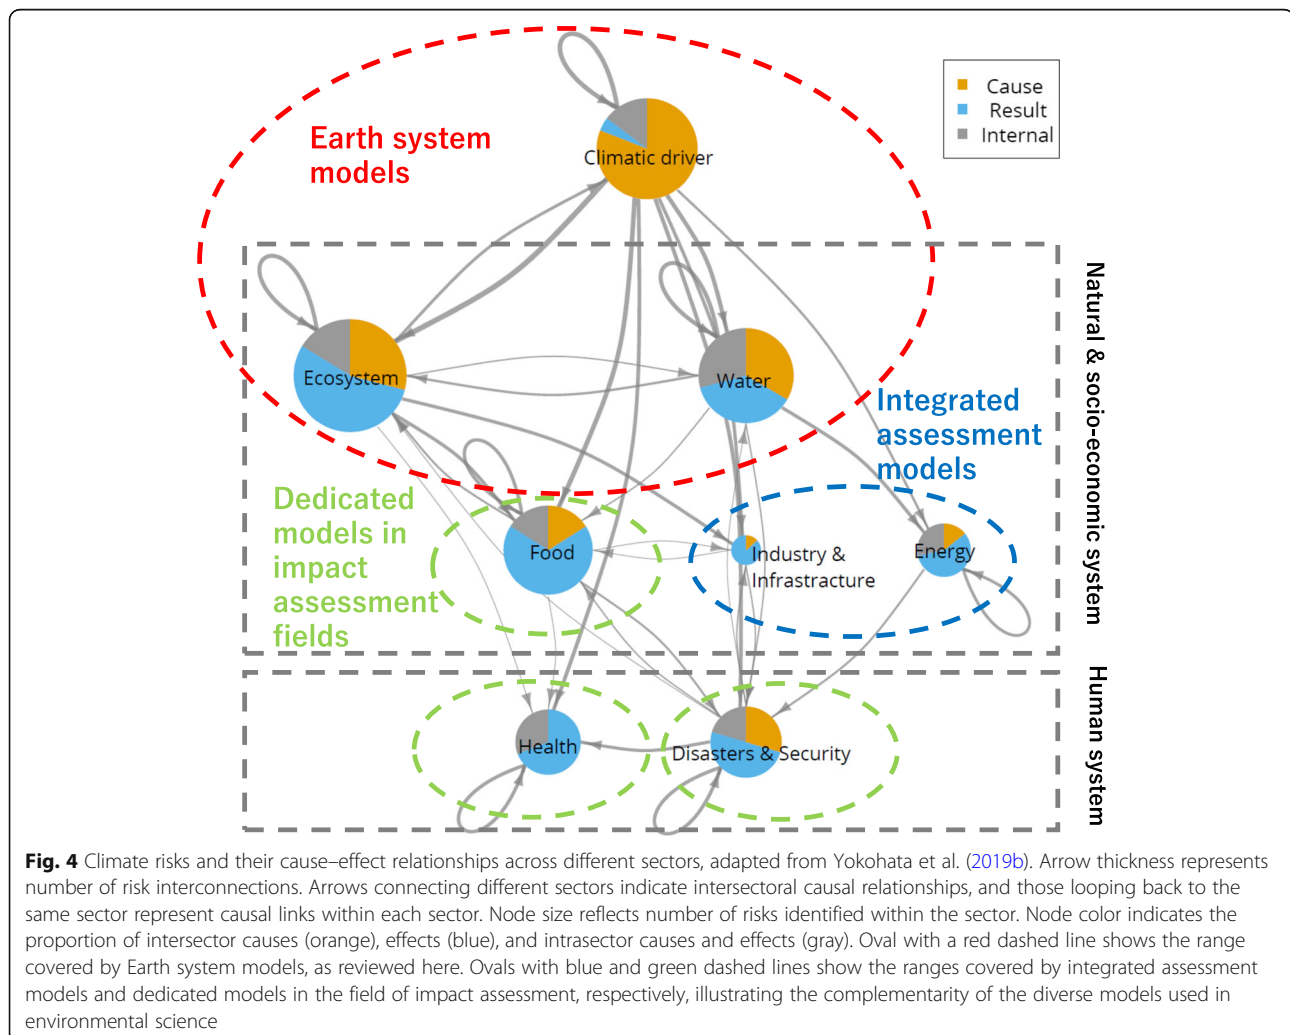 Cause
Result
Internal
Earth system
models
Climatic driver
Natural & socio-economic system
Ecosystem
Water
Integrated
assessment
models
Dedicated
models in
impact
assessment
fields
Food
Industry &
Infrastracture
Energy
Human system
Health
Disasters & Security
Fig. 4 Climate risks and their cause–effect relationships across different sectors, adapted from Yokohata et al. (2019b). Arrow thickness represents
number of risk interconnections. Arrows connecting different sectors indicate intersectoral causal relationships, and those looping back to the
same sector represent causal links within each sector. Node size reflects number of risks identified within the sector. Node color indicates the
proportion of intersector causes (orange), effects (blue), and intrasector causes and effects (gray). Oval with a red dashed line shows the range
covered by Earth system models, as reviewed here. Ovals with blue and green dashed lines show the ranges covered by integrated assessment
models and dedicated models in the field of impact assessment, respectively, illustrating the complementarity of the diverse models used in
environmental science